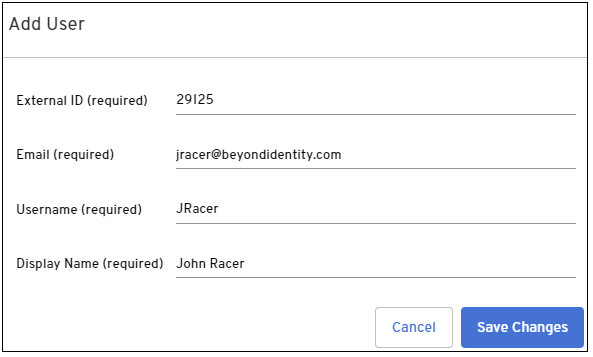 Add User
External ID (required) 29125
Email (required) jracer@beyondidentity.com
Username (required) JRacer
Display Name (required) John Racer
Cancel Save Changes